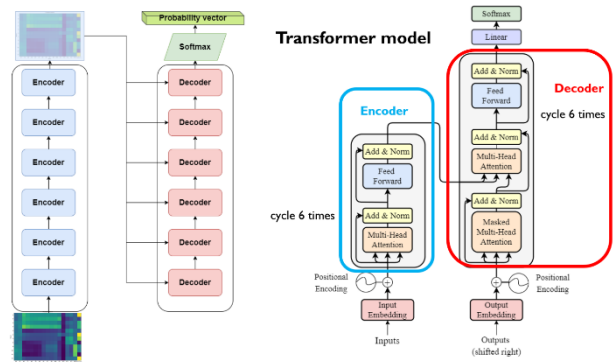 Probability vector
Softmax
Encoder
Encoder
Encoder
Encoder
Encoder
Encoder
Decoder
Decoder
Decoder
Decoder
Decoder
Decoder
Transformer model
Encoder
cycle 6 times
Add & Norm
Feed
Forward
Add & Norm
Multi-Head
Attention
Positional
Encoding
Input
Embedding
Inputs
Softmax
Linear
Decoder
cycle 6 times
Add & Norm
Feed
Forward
Add & Norm
Multi-Head
Attention
Add & Norm
Masked
Multi-Head
Attention
Positional
Encoding
Output
Embedding
Outputs
(shifted right)